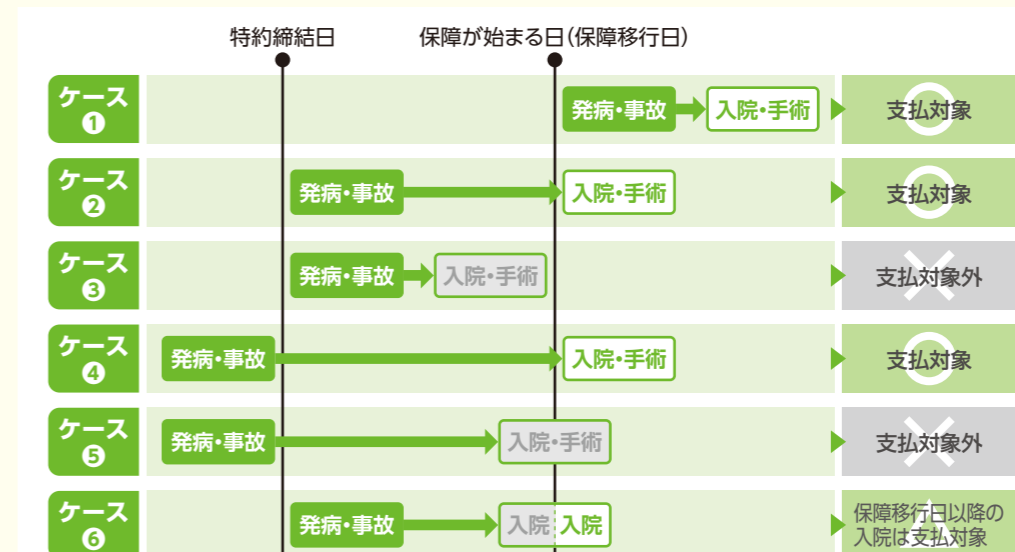 特約締結日 保障が始まる日(保障移行日)
ケース
❶
発病・事故 入院・手術 支払対象
ケース
❷
発病・事故 入院・手術 支払対象
ケース
❸
発病・事故 入院・手術 支払対象外
ケース
❹
発病・事故 入院・手術 支払対象
ケース
❺
発病・事故 入院・手術 支払対象外
ケース
❻
発病・事故 入院 入院 保障移行日以降の
入院は支払対象